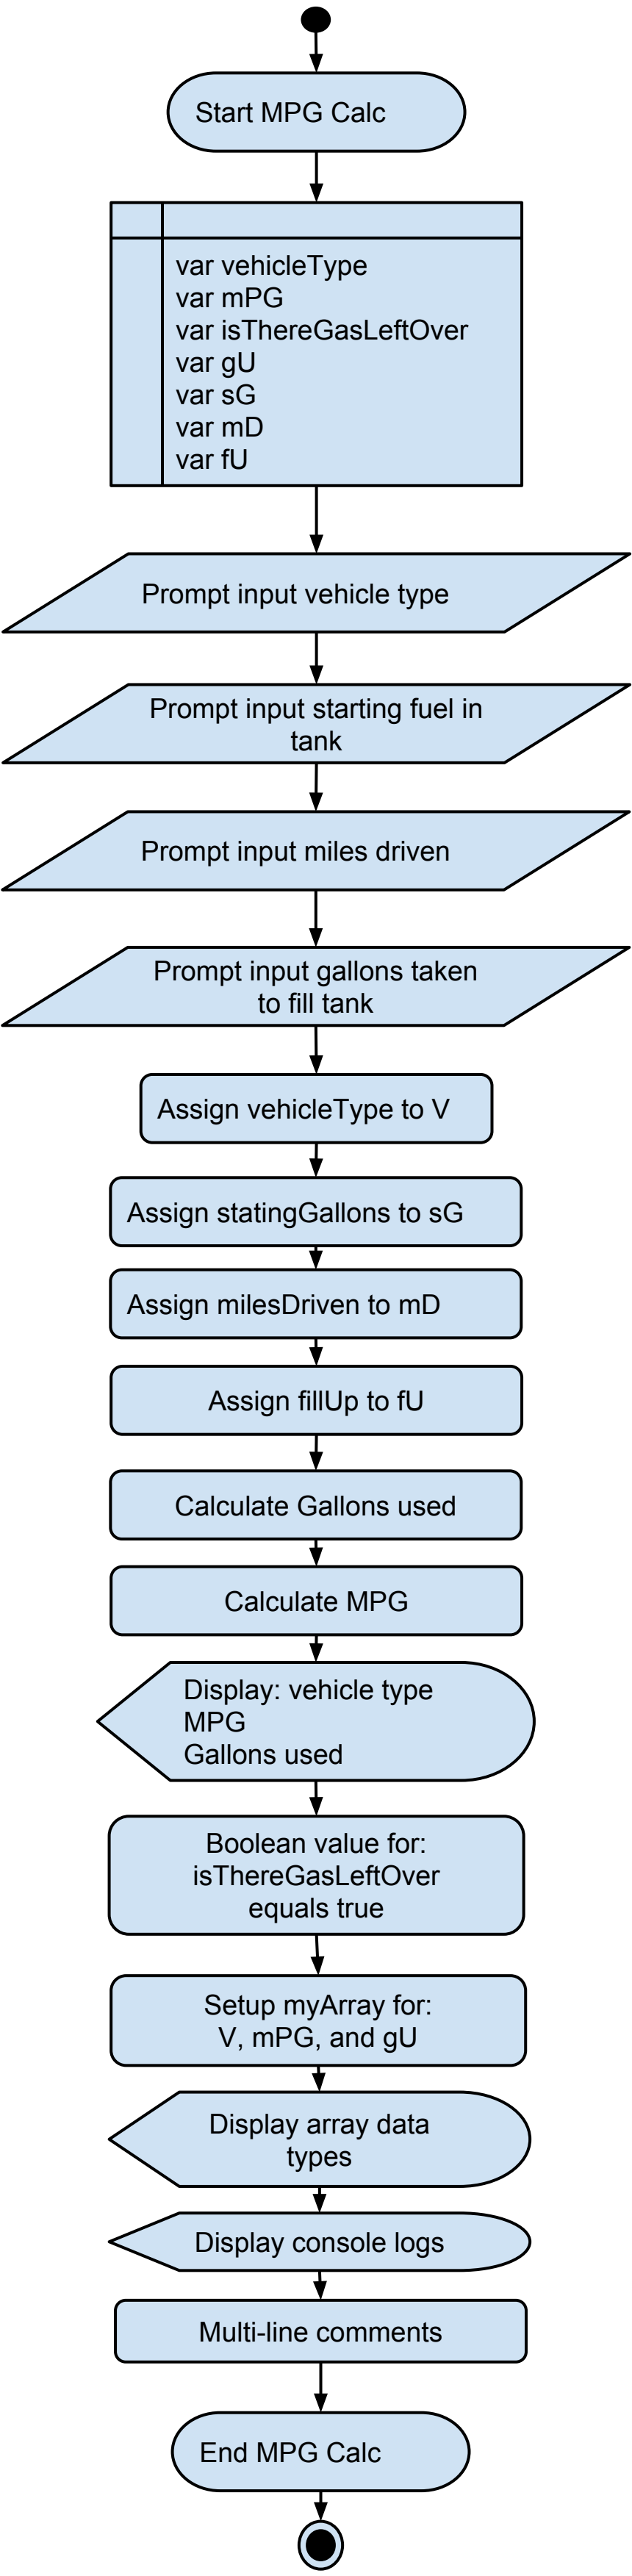 Start MPG Calc
var vehicleType
var mPG
var isThereGasLeftOver
var gU
var sG
var mD
var fU
Prompt input vehicle type
Prompt input starting fuel in
tank
Prompt input miles driven
Prompt input gallons taken
to fill tank
Assign vehicleType to V
Assign statingGallons to sG
Assign milesDriven to mD
Assign fillUp to fU
Calculate Gallons used
Calculate MPG
Display: vehicle type
MPG
Gallons used
Boolean value for:
isThereGasLeftOver
equals true
Setup myArray for:
V, mPG, and gU
Display array data
types
Display console logs
Multi-line comments
End MPG Calc